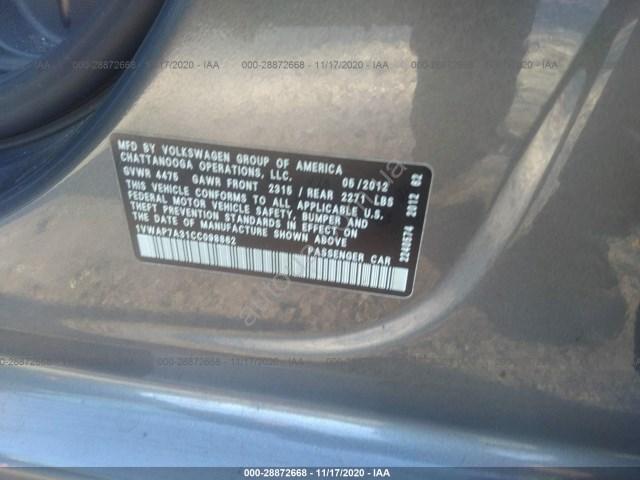 000-28872668 - 11/17/2020 - IAA
MFD BY VOLKSWAGEN GROUP OF AMERICA
CHATTANOOGA OPERATIONS, LLC. 06/2012
GVWR 4475 GAWR FRONT 2315 / REAR 2271 LBS
THIS VEHICLE CONFORMS TO ALL APPLICABLE U.S.
FEDERAL MOTOR VEHICLE SAFETY, BUMPER AND
THEFT PREVENTION STANDARDS IN EFFECT ON
DATE OF MANUFACTURE SHOWN ABOVE
PASSENGER CAR
2012 62
000-28872668 - 11/17/2020 - IAA